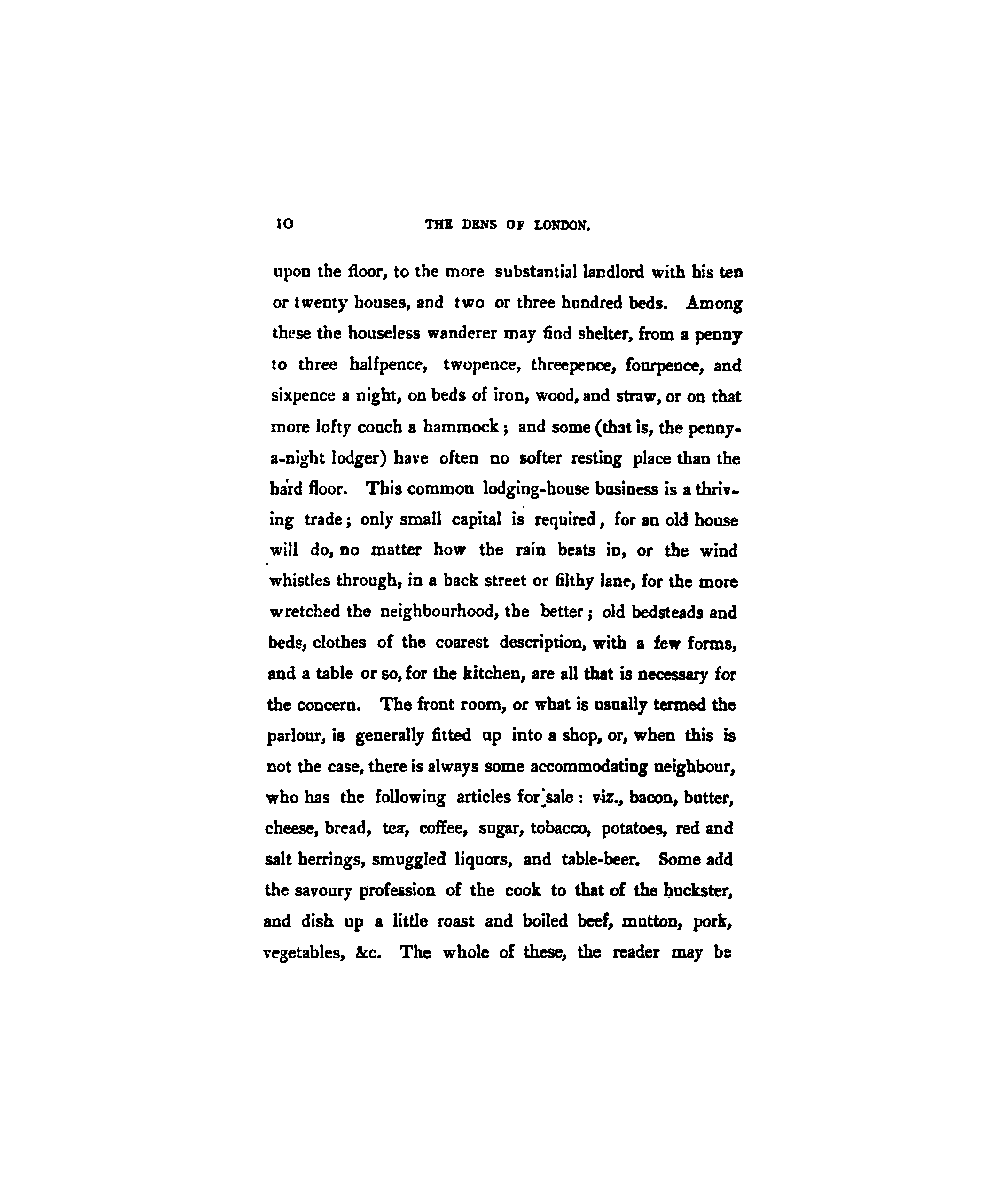 10 THE DENS OF LONDON.
upon the floor, to the more substantial landlord with his ten
or twenty houses, and two or three hundred beds. Among
these the houseless wanderer may find shelter, from a penny
to three halfpence, twopence, threepence, fourpence, and
sixpence a night, on beds of iron, wood, and straw, or on that
more lofty couch a hammock; and some (that is, the penny-
a-night lodger) have often no softer resting place than the
hard floor. This common lodging-house business is a thriv-
ing trade; only small capital is required, for an old house
will do, no matter how the rain beats in, or the wind
whistles through, in a back street or filthy lane, for the more
wretched the neighbourhood, the better; old bedsteads and
beds, clothes of the coarest description, with a few forms,
and a table or so, for the kitchen, are all that is necessary for
the concern. The front room, or what is usually termed the
parlour, is generally fitted up into a shop, or, when this is
not the case, there is always some accommodating neighbour,
who has the following articles for sale: viz., bacon, butter,
cheese, bread, tea, coffee, sugar, tobacco, potatoes, red and
salt herrings, smuggled liquors, and table-beer. Some add
the savoury profession of the cook to that of the huckster,
and dish up a little roast and boiled beef, mutton, pork,
vegetables, &c. The whole of these, the reader may be